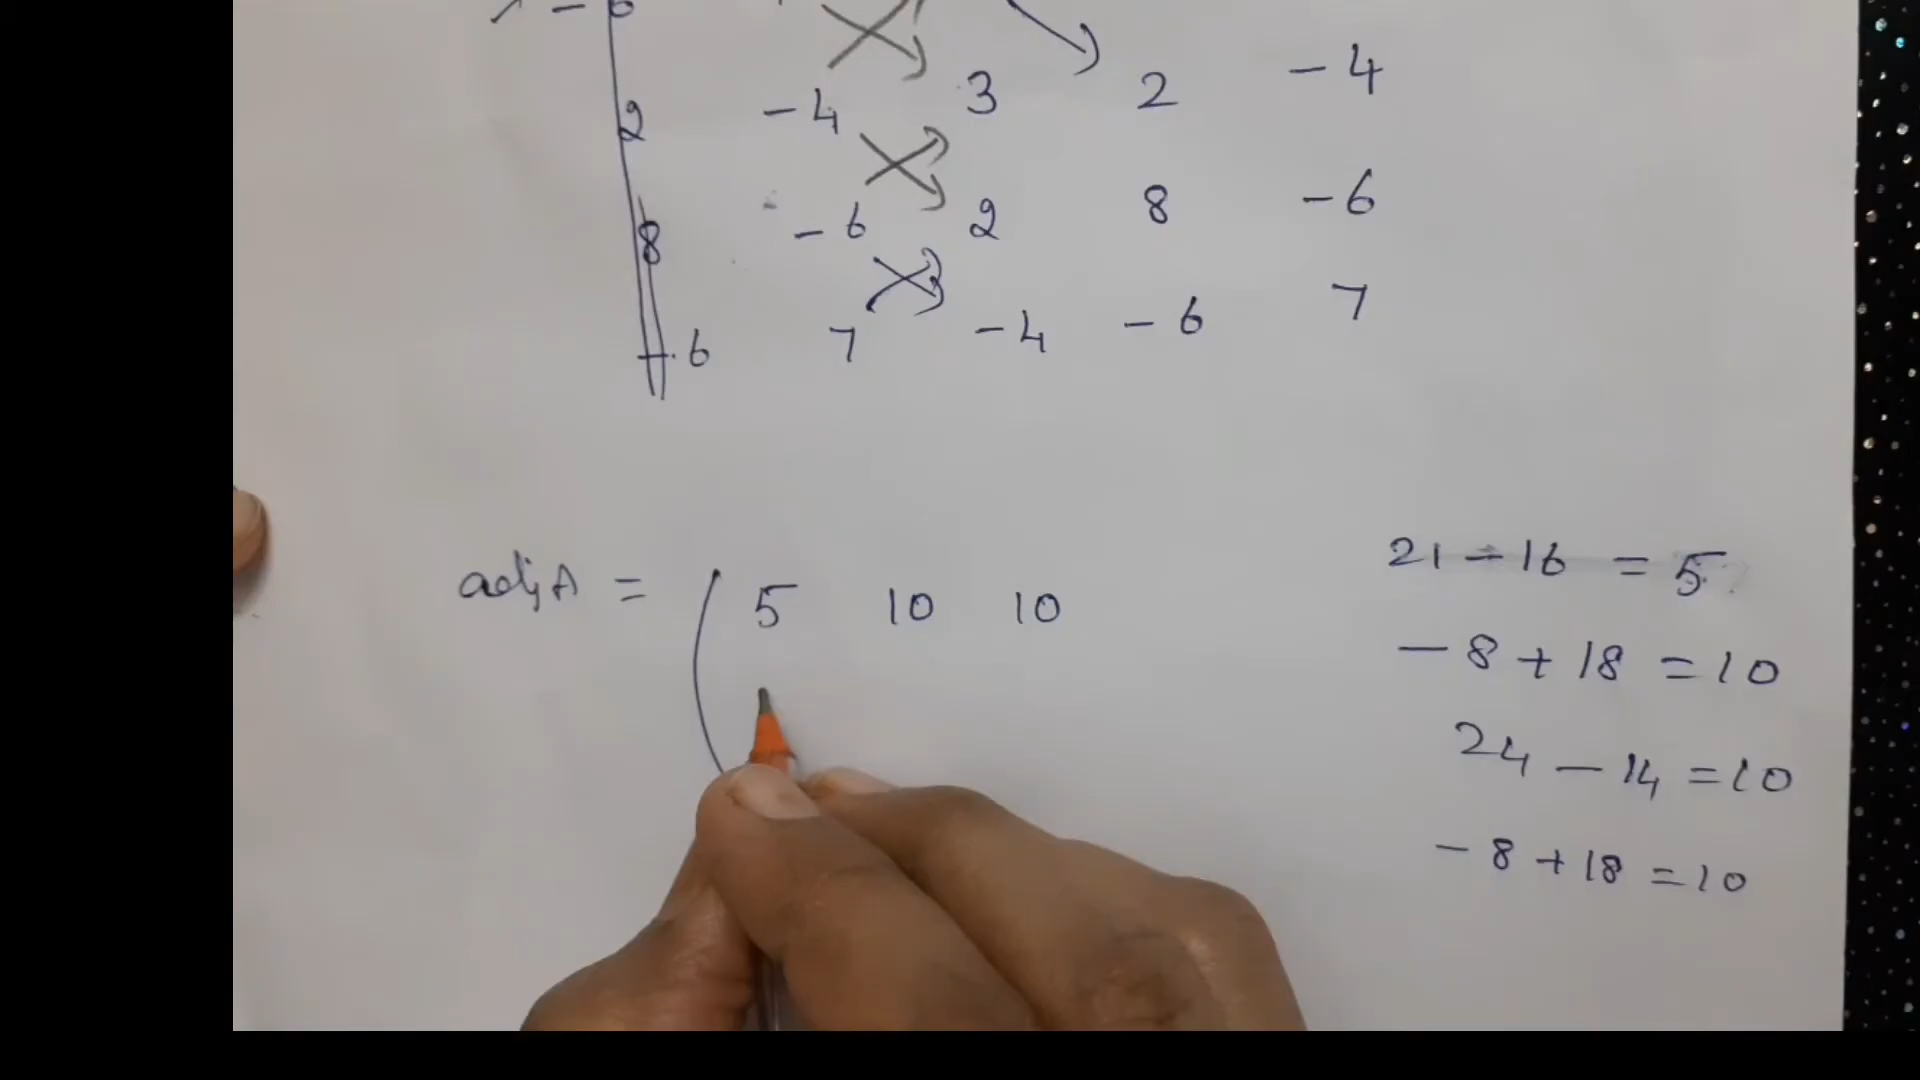 2 -4 3 2 -4
8 -6 2 8 -6
-6 7 -4 -6 7
adj A = ( 5 10 10
21 - 16 = 5
-8 + 18 = 10
24 - 14 = 10
-8 + 18 = 10